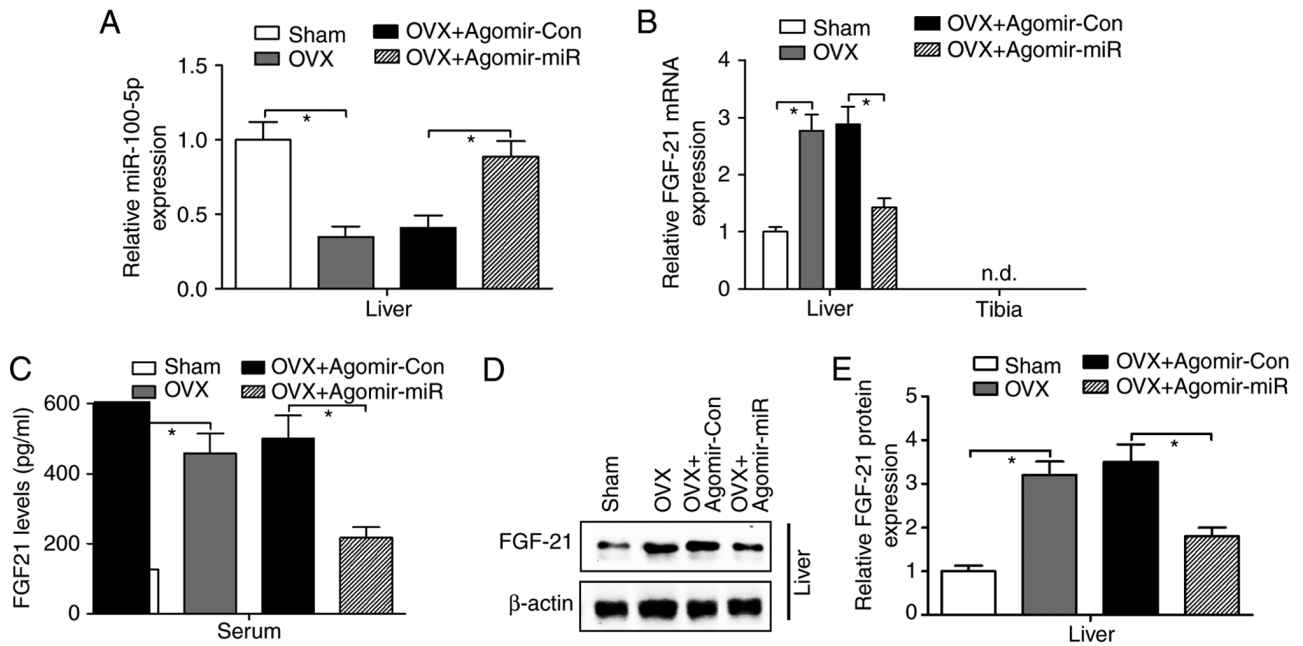 A
Sham
OVX
OVX+Agomir-Con
OVX+Agomir-miR
Relative miR-100-5p
expression
1.5
1.0
0.5
0.0
*
*
Liver
B
Sham
OVX
OVX+Agomir-Con
OVX+Agomir-miR
Relative FGF-21 mRNA
expression
4
3
2
1
0
*
*
n.d.
Liver
Tibia
C
Sham
OVX
OVX+Agomir-Con
OVX+Agomir-miR
FGF21 levels (pg/ml)
600
400
200
0
*
*
Serum
D
Sham
OVX
OVX+
Agomir-Con
OVX+
Agomir-miR
FGF-21
β-actin
Liver
E
Sham
OVX
OVX+Agomir-Con
OVX+Agomir-miR
Relative FGF-21 protein
expression
5
4
3
2
1
0
*
*
Liver